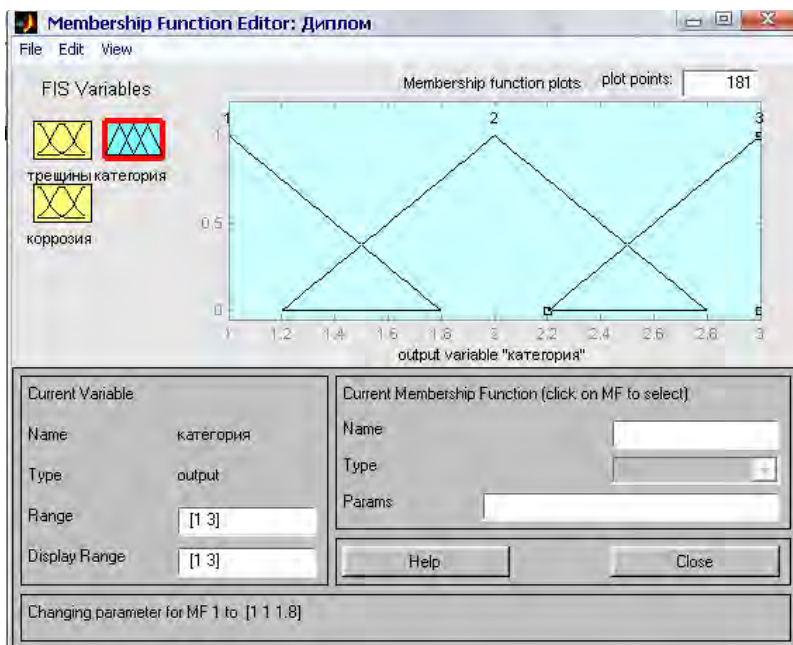 Membership Function Editor: Диплом
File Edit View
FIS Variables
Membership function plots plot points: 181
трещины категория
коррозия
1 2 3
1
0.5
0
1 1.2 1.4 1.6 1.8 2 2.2 2.4 2.6 2.8 3
output variable "категория"
Current Variable
Name категория
Type output
Range [1 3]
Display Range [1 3]
Current Membership Function (click on MF to select)
Name
Type
Params
Help Close
Changing parameter for MF 1 to [1 1 1.8]